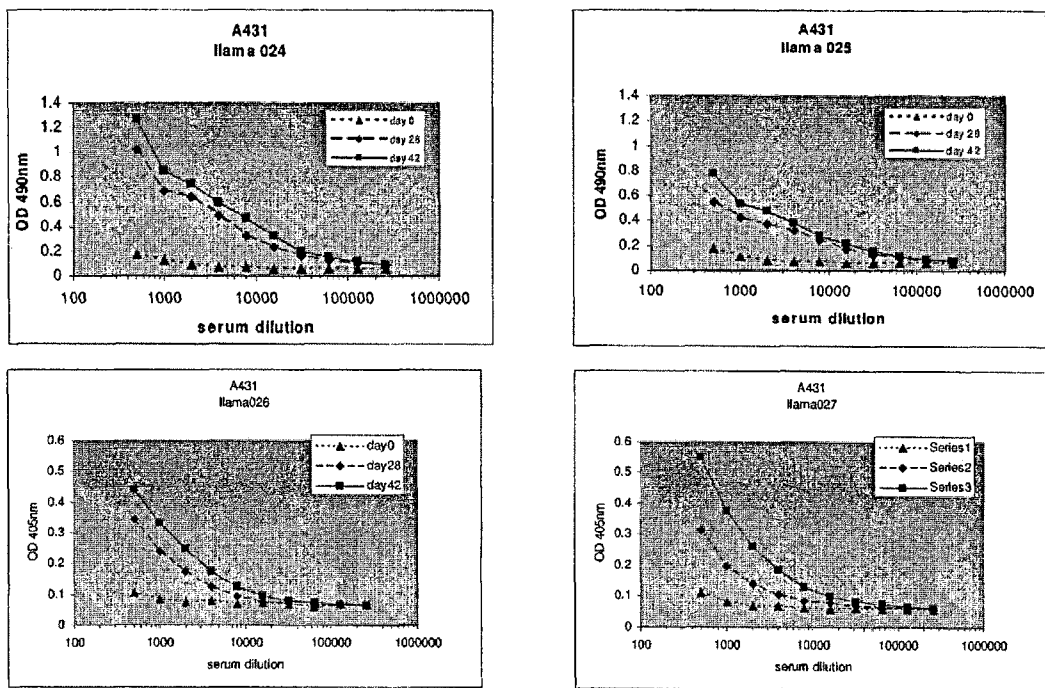 A431
llama 024
1.4
1.2
1
0.8
0.6
0.4
0.2
0
OD 490nm
day 0
day 28
day 42
100 1000 10000 100000 1000000
serum dilution
A431
llama 025
1.4
1.2
1
0.8
0.6
0.4
0.2
0
OD 490nm
day 0
day 28
day 42
100 1000 10000 100000 1000000
serum dilution
A431
llama026
0.6
0.5
0.4
0.3
0.2
0.1
0
OD 405nm
day0
day28
day42
100 1000 10000 100000 1000000
serum dilution
A431
llama027
0.6
0.5
0.4
0.3
0.2
0.1
0
OD 405nm
Series1
Series2
Series3
100 1000 10000 100000 1000000
serum dilution